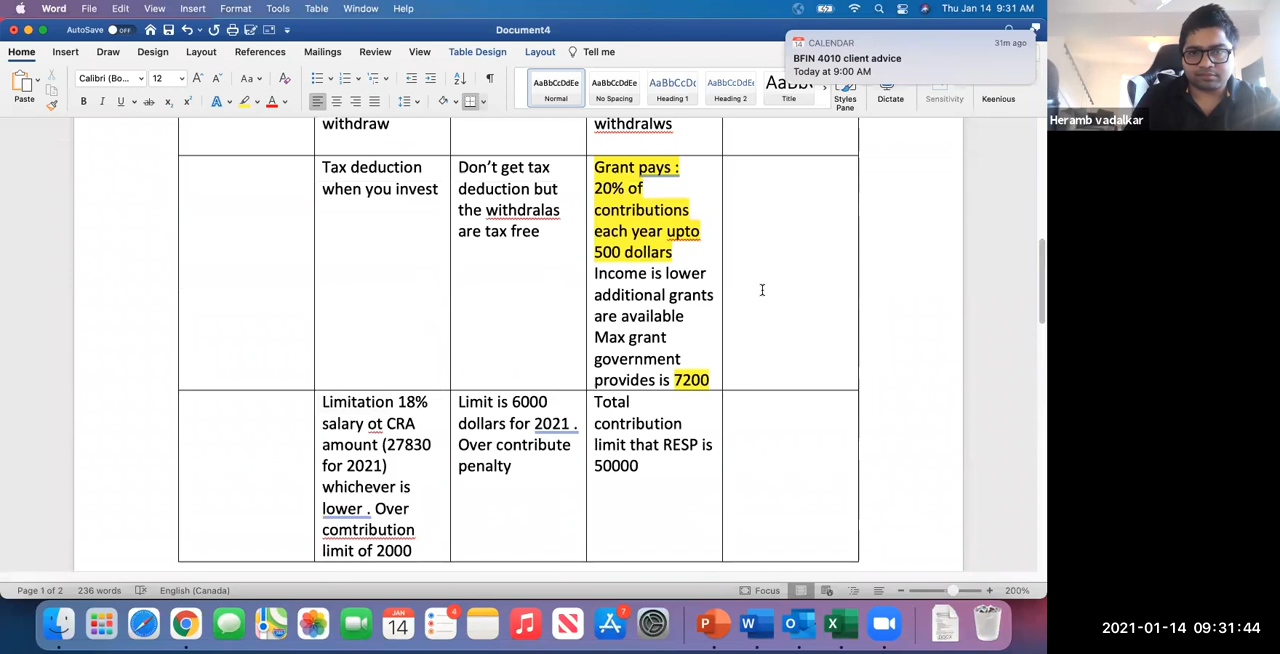 Word File Edit View Insert Format Tools Table Window Help
Thu Jan 14 9:31 AM
AutoSave OFF
Document4
Home Insert Draw Design Layout References Mailings Review View Table Design Layout Tell me
CALENDAR 31m ago
BFIN 4010 client advice
Today at 9:00 AM
Paste
Calibri (Bo... 12
AaBbCcDdEe
Normal
AaBbCcDdEe
No Spacing
AaBbCcDc
Heading 1
AaBbCcDdEe
Heading 2
Title
Styles Pane
Dictate
Sensitivity
Keenious
Heramb vadalkar
withdraw
withdralws
Tax deduction
when you invest
Don't get tax
deduction but
the withdralas
are tax free
Grant pays :
20% of
contributions
each year upto
500 dollars
Income is lower
additional grants
are available
Max grant
government
provides is 7200
Limitation 18%
salary ot CRA
amount (27830
for 2021)
whichever is
lower . Over
comtribution
limit of 2000
Limit is 6000
dollars for 2021 .
Over contribute
penalty
Total
contribution
limit that RESP is
50000
Page 1 of 2 236 words English (Canada)
Focus
200%
JAN
14
4
7
2021-01-14 09:31:44